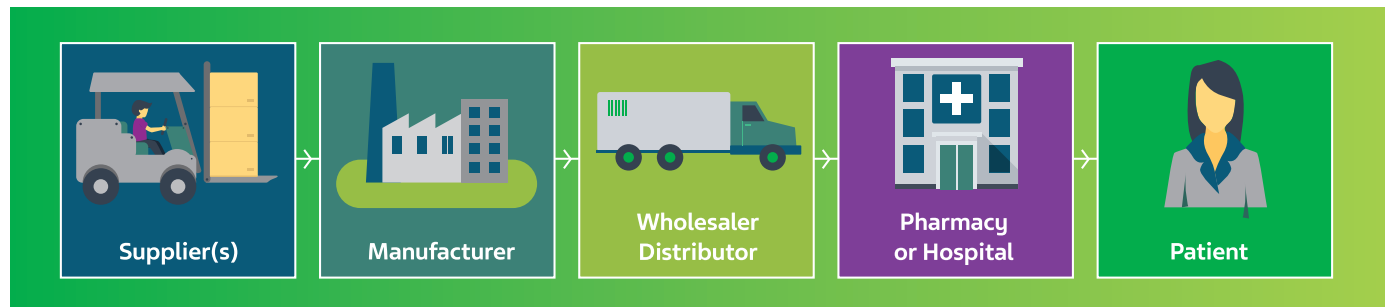 Supplier(s)
Manufacturer
Wholesaler
Distributor
Pharmacy
or Hospital
Patient